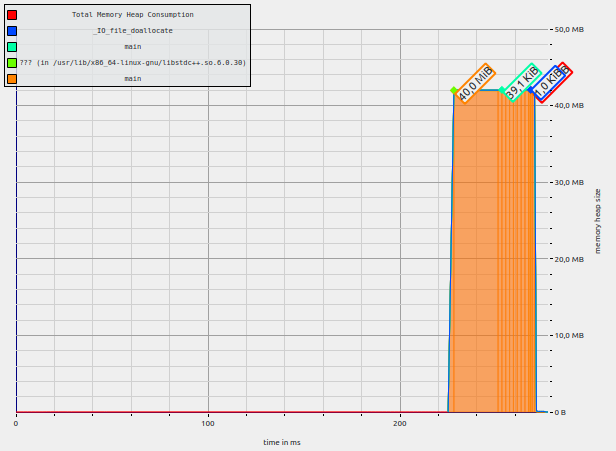 Total Memory Heap Consumption
_IO_file_doallocate
main
??? (in /usr/lib/x86_64-linux-gnu/libstdc++.so.6.0.30)
main
50,0 MB
40,0 MiB
39,1 KiB
1,0 KiB
40,0 MB
30,0 MB
20,0 MB
10,0 MB
0 B
memory heap size
0
100
200
time in ms